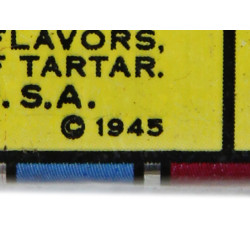 FLAVORS,
TARTAR.
S.A.
© 1945